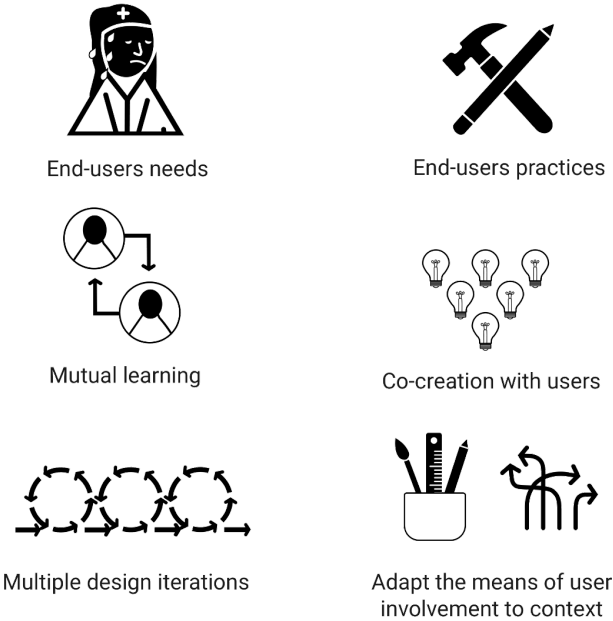 End-users needs
End-users practices
Mutual learning
Co-creation with users
Multiple design iterations
Adapt the means of user
involvement to context